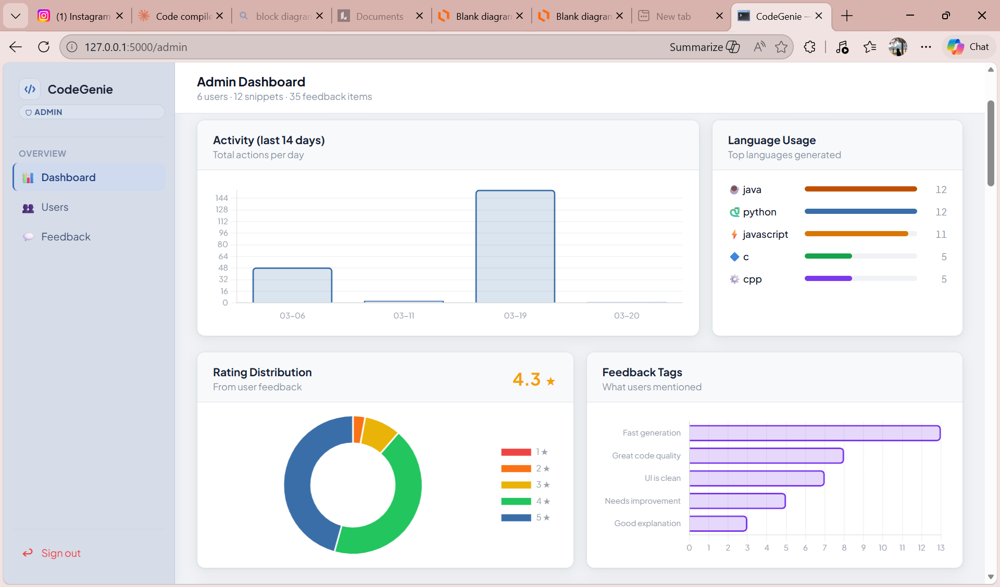 (1) Instagram
Code compile
block diagran
Documents
Blank diagran
Blank diagran
New tab
CodeGenie —
127.0.0.1:5000/admin
Summarize
Chat
CodeGenie
ADMIN
OVERVIEW
Dashboard
Users
Feedback
Sign out
Admin Dashboard
6 users · 12 snippets · 35 feedback items
Activity (last 14 days)
Total actions per day
144
128
112
96
80
64
48
32
16
0
03-06
03-11
03-19
03-20
Language Usage
Top languages generated
java 12
python 12
javascript 11
c 5
cpp 5
Rating Distribution
From user feedback
4.3 ★
1 ★
2 ★
3 ★
4 ★
5 ★
Feedback Tags
What users mentioned
Fast generation
Great code quality
UI is clean
Needs improvement
Good explanation
0 1 2 3 4 5 6 7 8 9 10 11 12 13